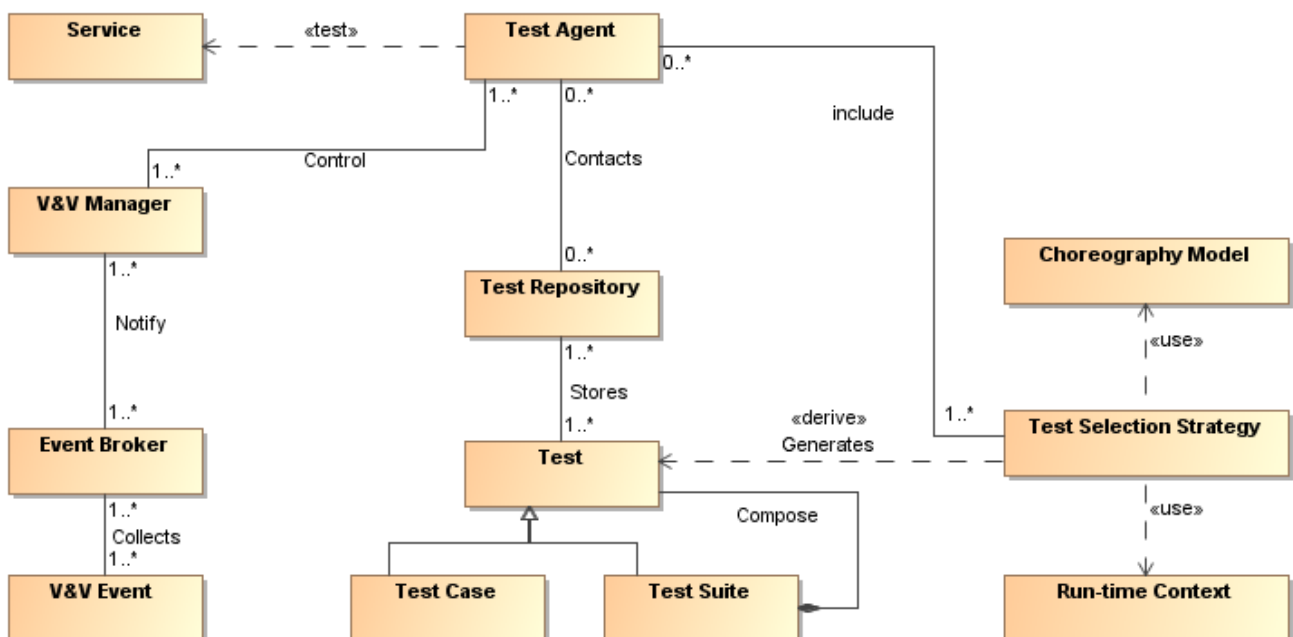 Service
«test»
Test Agent
0..*
1..*
0..*
include
Control
Contacts
1..*
V&V Manager
Choreography Model
0..*
1..*
Test Repository
Notify
«use»
1..*
Stores
1..*
1..*
1..*
«derive»
Test Selection Strategy
Event Broker
Test
Generates
1..*
Collects
«use»
Compose
1..*
V&V Event
Test Case
Test Suite
Run-time Context